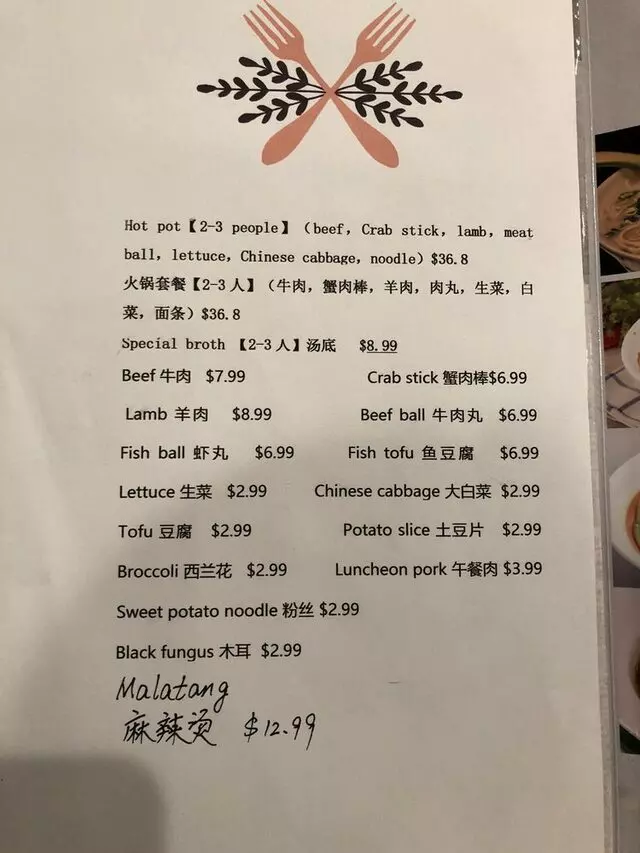 Hot pot【2-3 people】（beef, Crab stick, lamb, meat
ball, lettuce, Chinese cabbage, noodle）$36.8
火锅套餐【2-3人】（牛肉，蟹肉棒，羊肉，肉丸，生菜，白
菜，面条）$36.8
Special broth 【2-3人】汤底 $8.99
Beef 牛肉 $7.99 Crab stick 蟹肉棒$6.99
Lamb 羊肉 $8.99 Beef ball 牛肉丸 $6.99
Fish ball 虾丸 $6.99 Fish tofu 鱼豆腐 $6.99
Lettuce 生菜 $2.99 Chinese cabbage 大白菜 $2.99
Tofu 豆腐 $2.99 Potato slice 土豆片 $2.99
Broccoli 西兰花 $2.99 Luncheon pork 午餐肉 $3.99
Sweet potato noodle 粉丝 $2.99
Black fungus 木耳 $2.99
Malatang
麻辣烫 $12.99